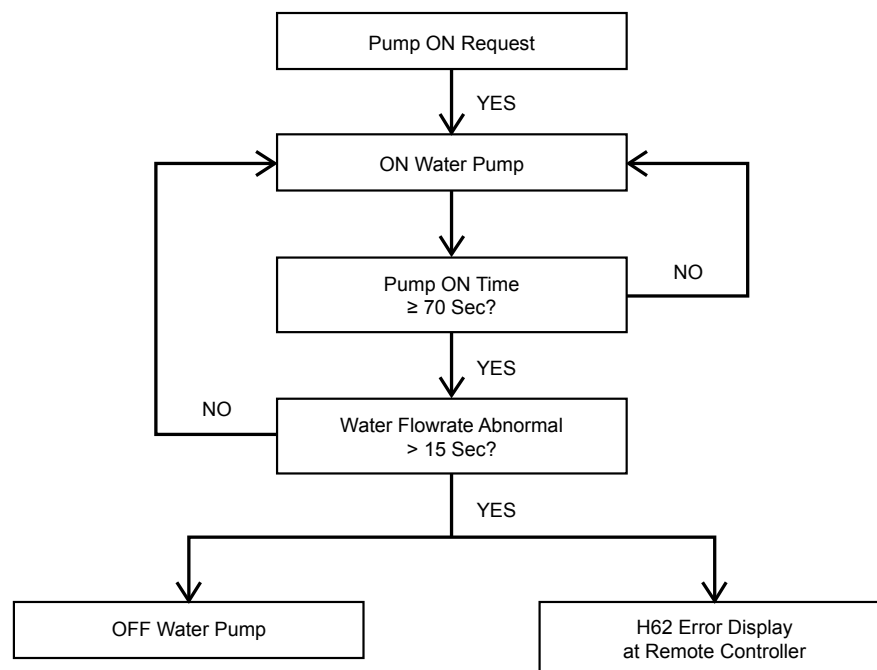 Pump ON Request
YES
ON Water Pump
Pump ON Time
≥ 70 Sec?
NO
YES
Water Flowrate Abnormal
> 15 Sec?
NO
YES
OFF Water Pump
H62 Error Display
at Remote Controller